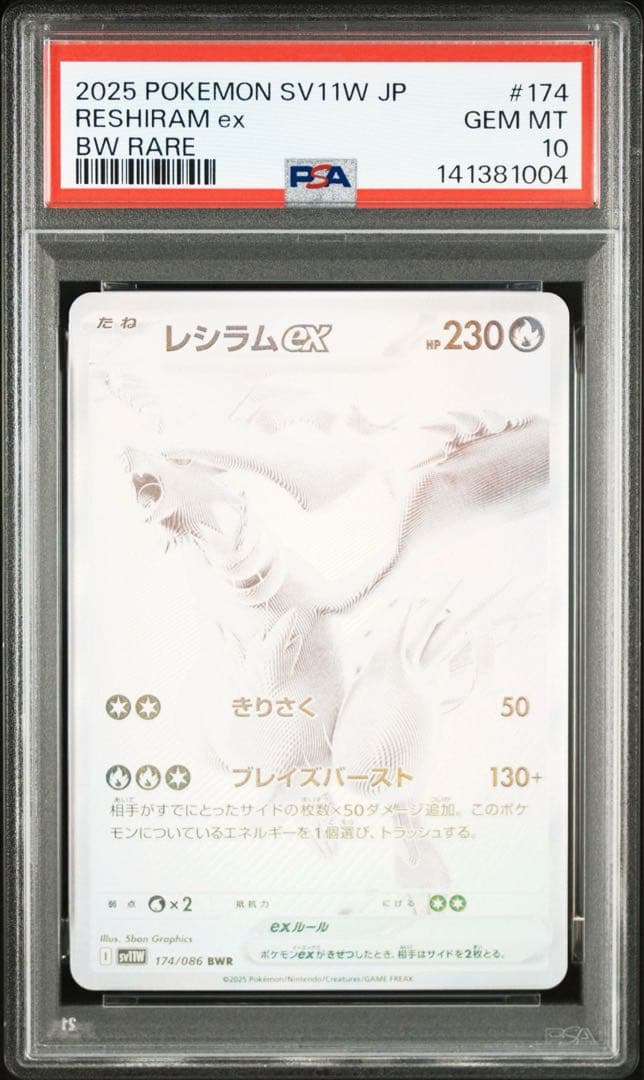 2025 POKEMON SV11W JP #174
RESHIRAM ex GEM MT
BW RARE 10
PSA 141381004
たね レシラムex HP230
きりさく 50
ブレイズバースト 130+
相手がすでにとったサイドの枚数×50ダメージ追加。このポケ
モンについているエネルギーを1個選び、トラッシュする。
弱点 ×2 抵抗力 にげる
exルール
Illus. 5ban Graphics
ポケモンexがきぜつしたとき、相手はサイドを2枚とる。
I sv11W 174/086 BWR
©2025 Pokémon/Nintendo/Creatures/GAME FREAK.
21 PSA